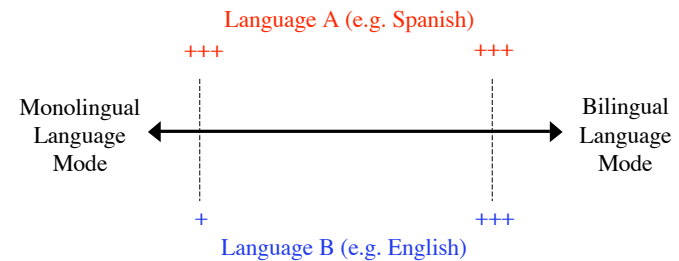 Language A (e.g. Spanish)
+++ +++
Monolingual
Language
Mode
Bilingual
Language
Mode
+ +++
Language B (e.g. English)